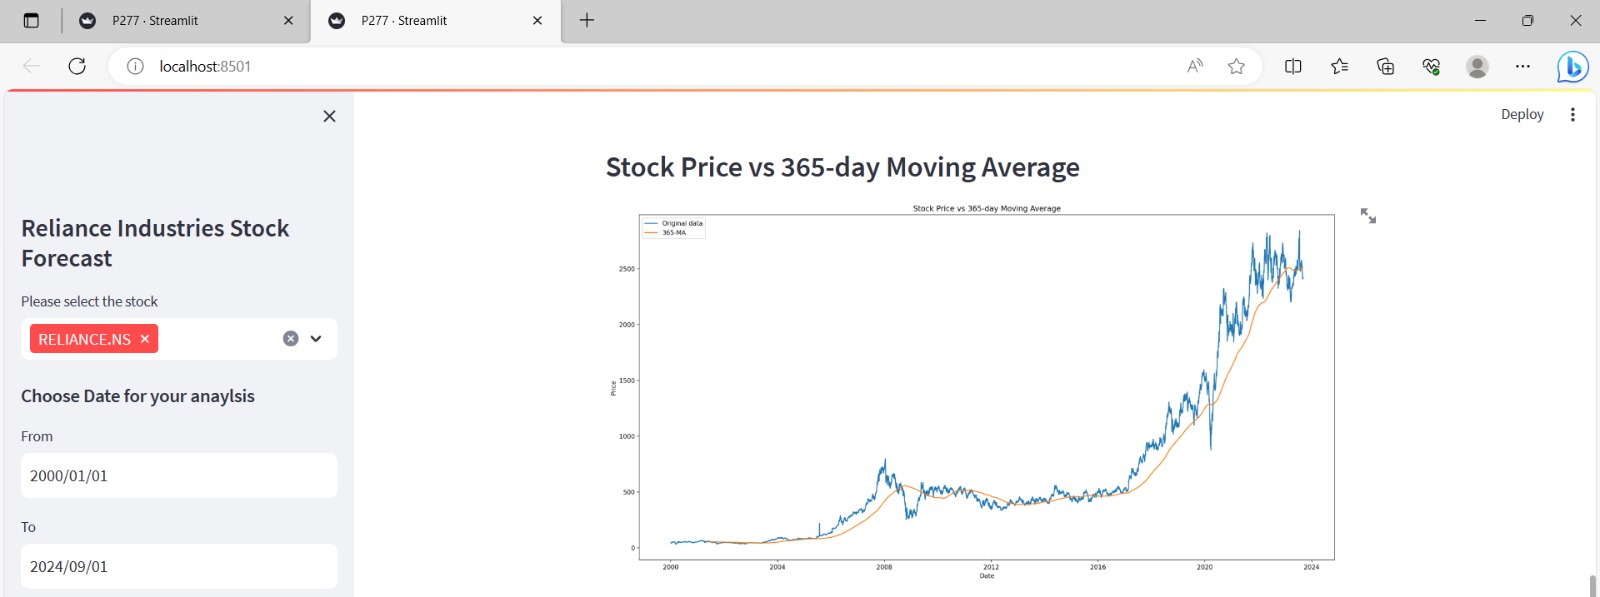 P277 · Streamlit
P277 · Streamlit
localhost:8501
Deploy
Reliance Industries Stock
Forecast
Please select the stock
RELIANCE.NS
Choose Date for your anaylsis
From
2000/01/01
To
2024/09/01
Stock Price vs 365-day Moving Average
Stock Price vs 365-day Moving Average
Original data
365-MA
2500
2000
1500
1000
500
0
Price
2000 2004 2008 2012 2016 2020 2024
Date